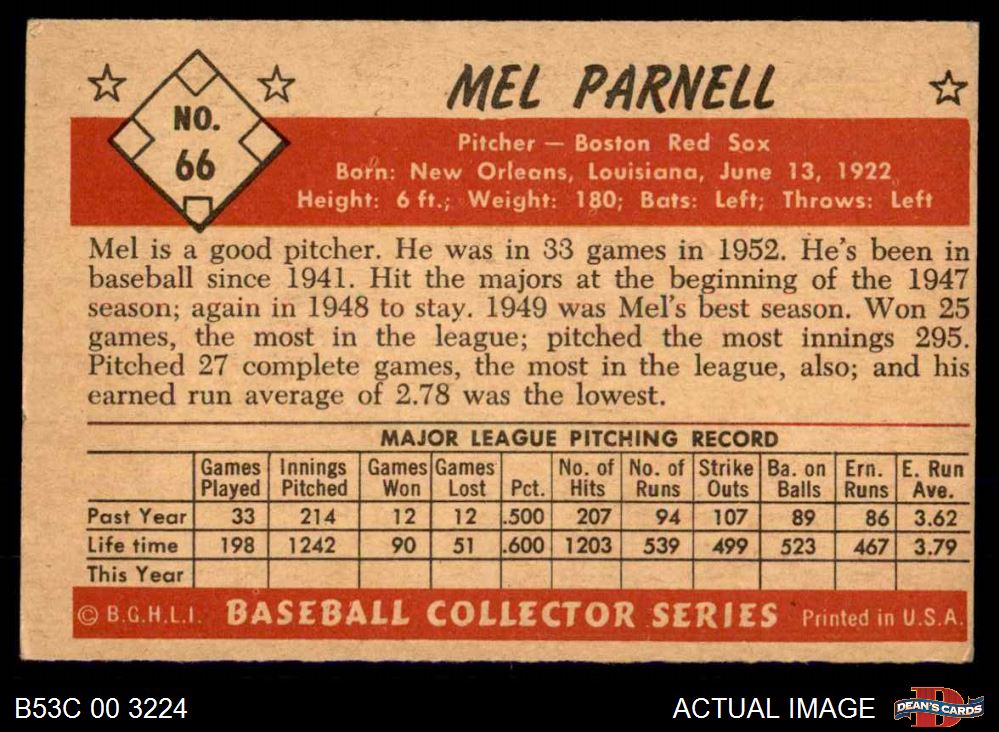 NO.
66
MEL PARNELL
Pitcher — Boston Red Sox
Born: New Orleans, Louisiana, June 13, 1922
Height: 6 ft.; Weight: 180; Bats: Left; Throws: Left
Mel is a good pitcher. He was in 33 games in 1952. He's been in
baseball since 1941. Hit the majors at the beginning of the 1947
season; again in 1948 to stay. 1949 was Mel's best season. Won 25
games, the most in the league; pitched the most innings 295.
Pitched 27 complete games, the most in the league, also; and his
earned run average of 2.78 was the lowest.
MAJOR LEAGUE PITCHING RECORD
Games Played Innings Pitched Games Won Games Lost Pct. No. of Hits No. of Runs Strike Outs Ba. on Balls Ern. Runs E. Run Ave.
Past Year 33 214 12 12 .500 207 94 107 89 86 3.62
Life time 198 1242 90 51 .600 1203 539 499 523 467 3.79
This Year
© B.G.H.L.I. BASEBALL COLLECTOR SERIES Printed in U.S.A.
B53C 00 3224 ACTUAL IMAGE DEAN'S CARDS